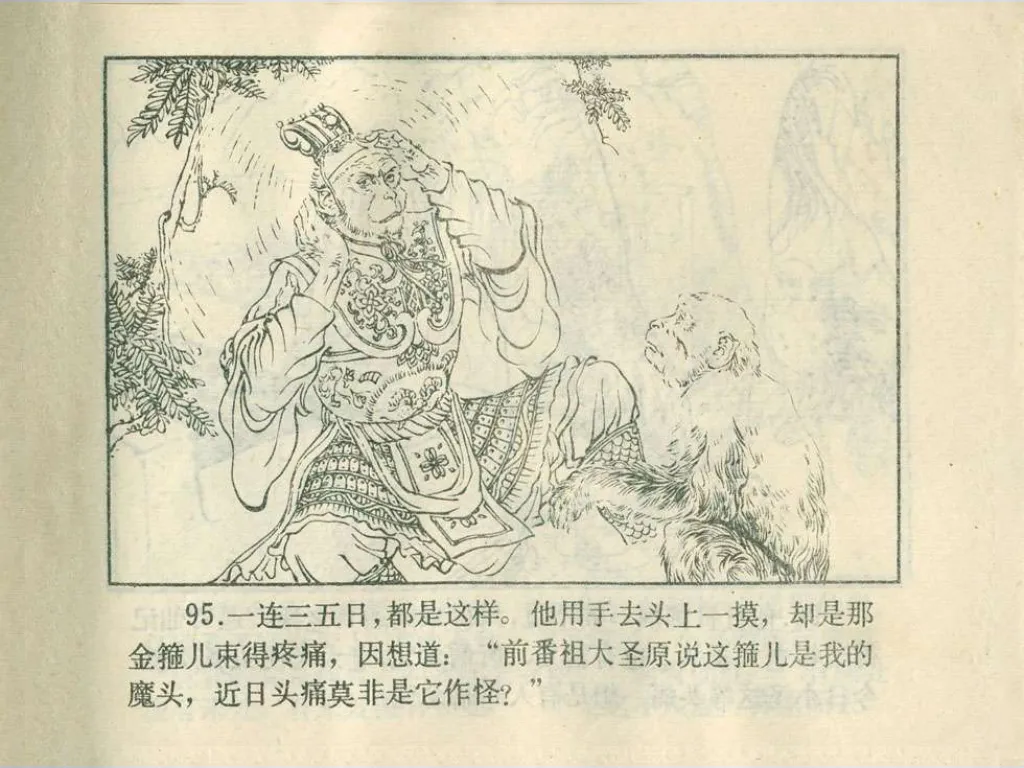 95.一连三五日，都是这样。他用手去头上一摸，却是那
金箍儿束得疼痛，因想道：“前番祖大圣原说这箍儿是我的
魔头，近日头痛莫非是它作怪？”